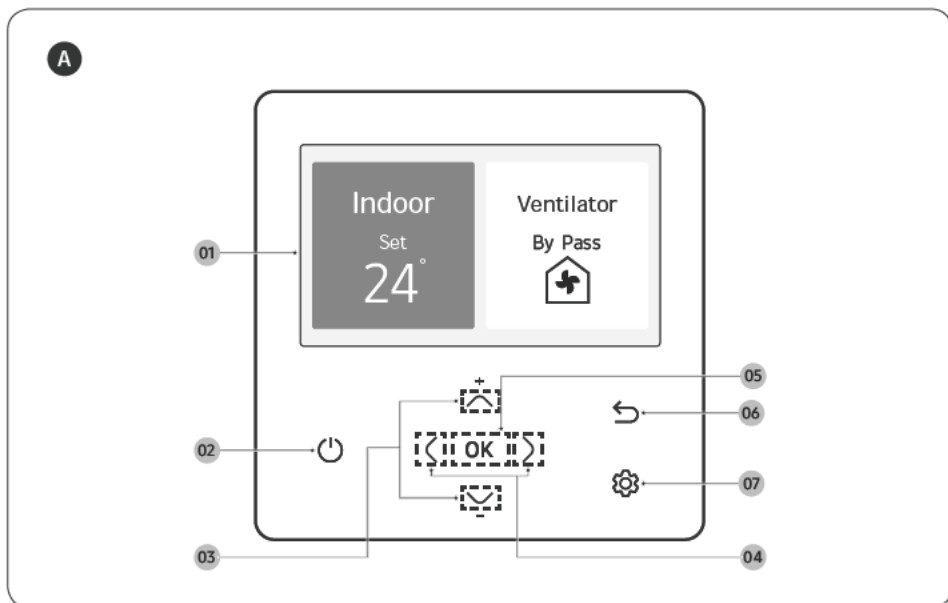 A
Indoor
Set
24°
Ventilator
By Pass
01
+
05
06
02
OK
07
-
03
04